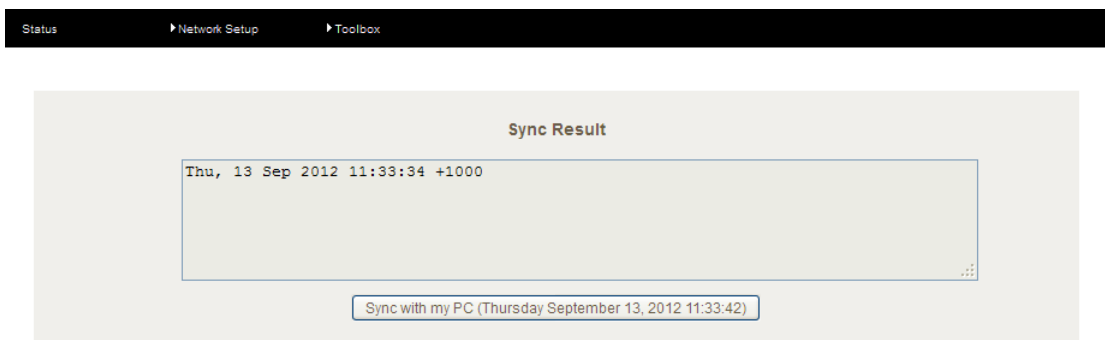 Status Network Setup Toolbox
Sync Result
Thu, 13 Sep 2012 11:33:34 +1000
Sync with my PC (Thursday September 13, 2012 11:33:42)